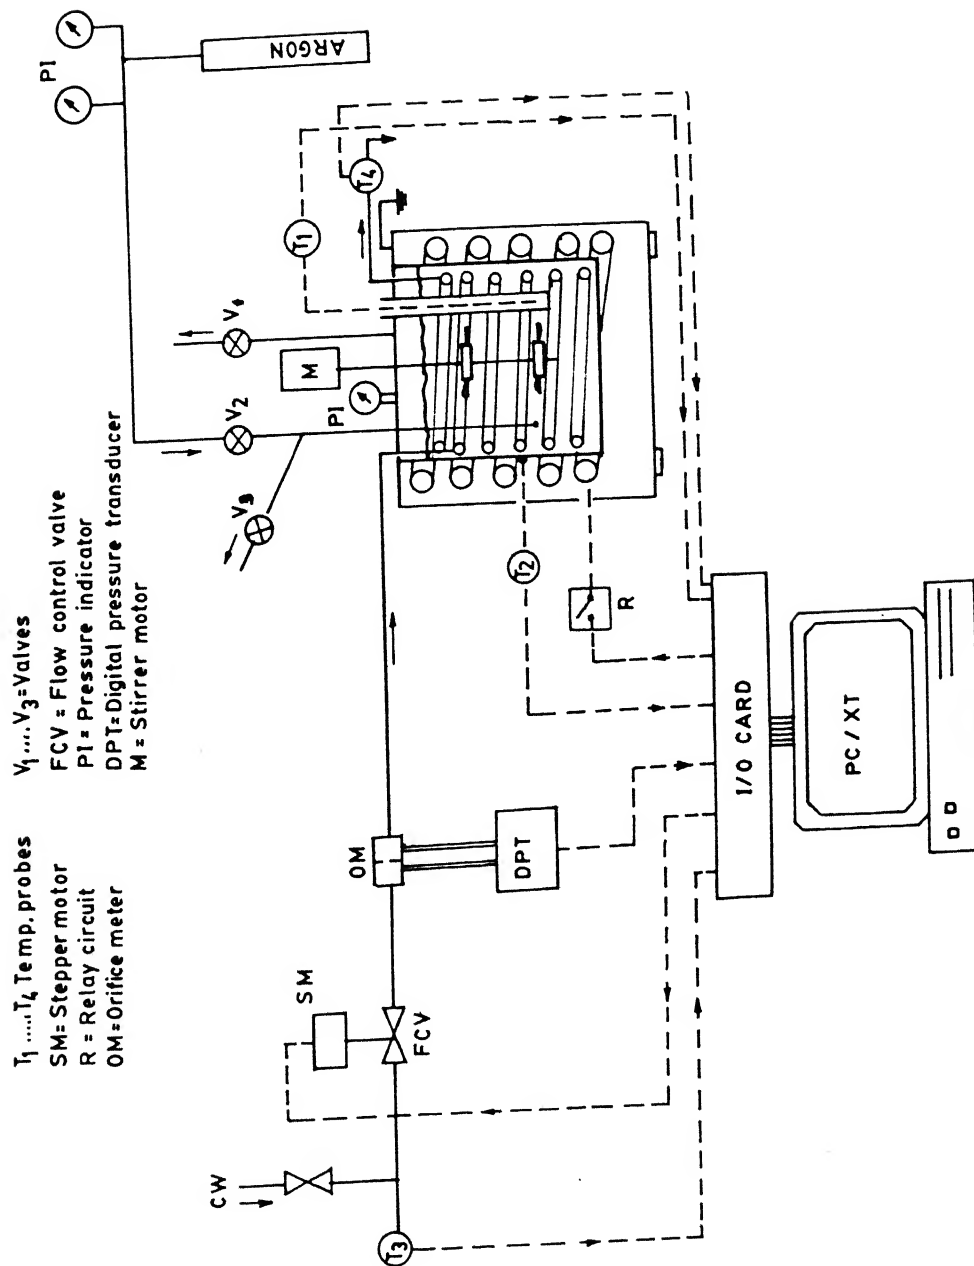 T1 ..... T4 Temp. probes
SM = Stepper motor
R = Relay circuit
OM = Orifice meter
V1 .... V3 = Valves
FCV = Flow control valve
PI = Pressure indicator
DPT = Digital pressure transducer
M = Stirrer motor
PI
ARGON
T4
T1
V1
M
PI
V2
V3
T2
R
OM
DPT
SM
FCV
CW
T3
I/O CARD
PC / XT